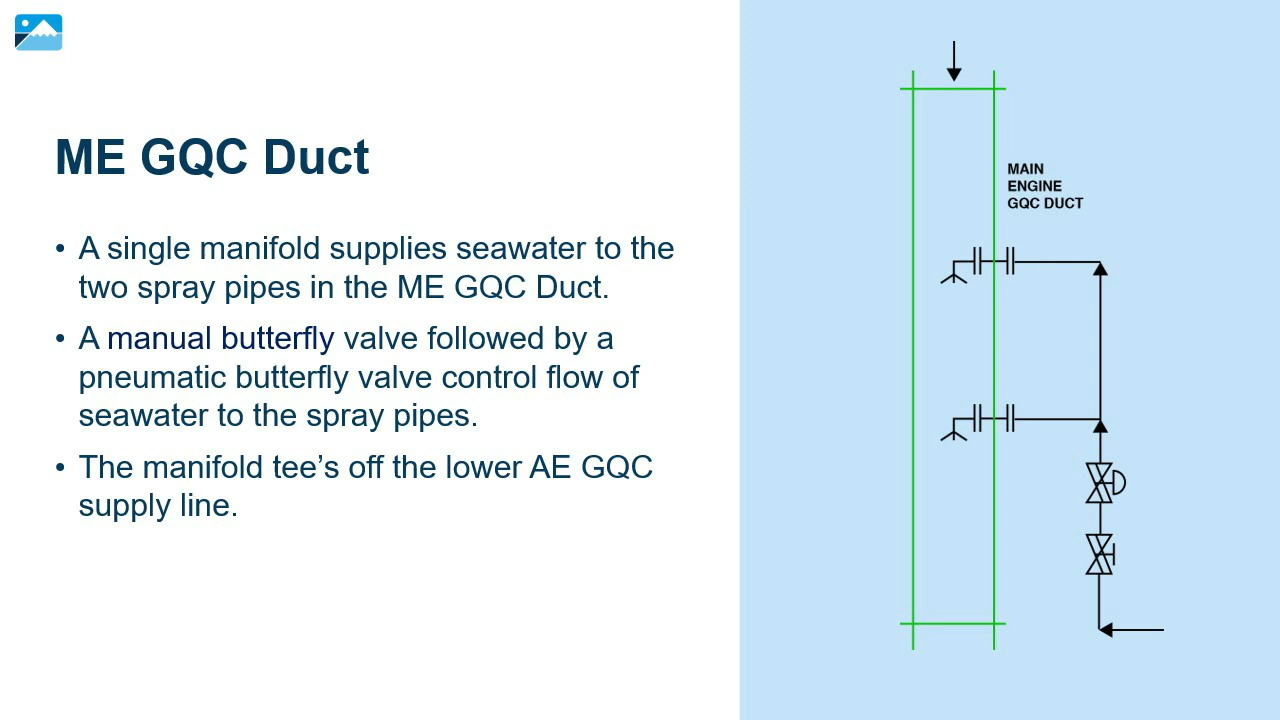 ME GQC Duct
• A single manifold supplies seawater to the
two spray pipes in the ME GQC Duct.
• A manual butterfly valve followed by a
pneumatic butterfly valve control flow of
seawater to the spray pipes.
• The manifold tee’s off the lower AE GQC
supply line.
MAIN
ENGINE
GQC DUCT